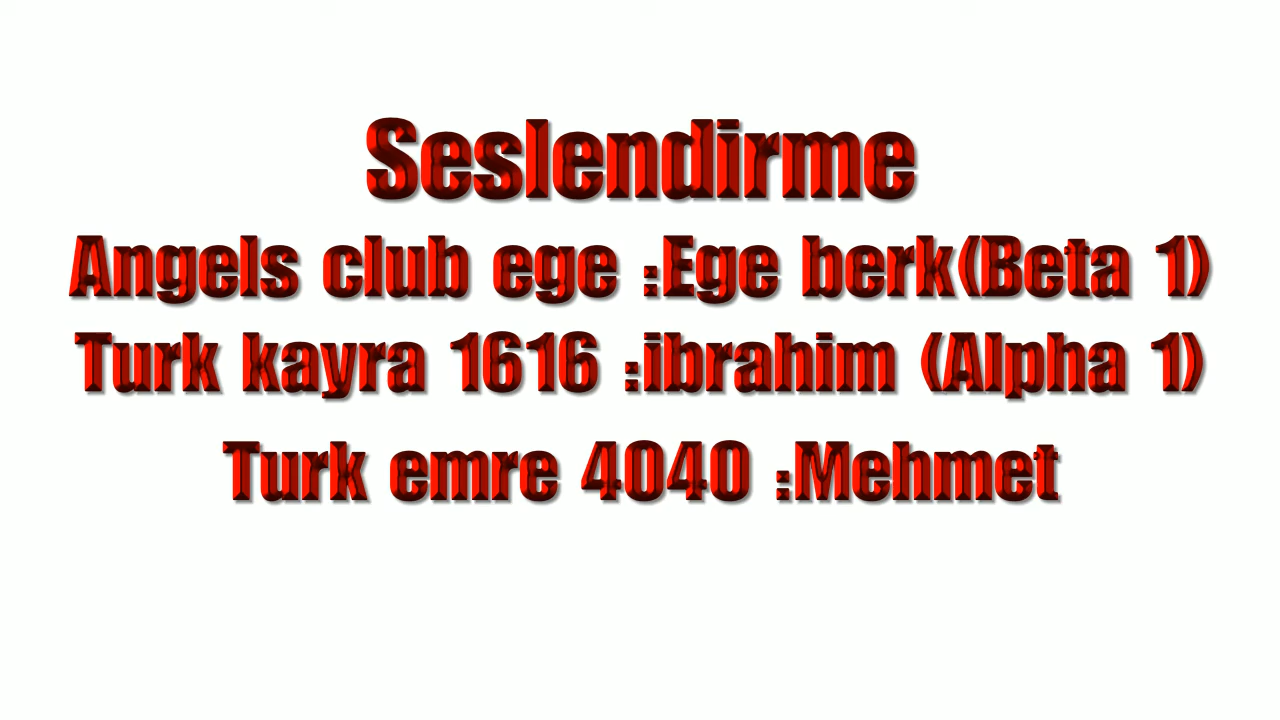 Seslendirme
Angels club ege :Ege berk(Beta 1)
Turk kayra 1616 :ibrahim (Alpha 1)
Turk emre 4040 :Mehmet